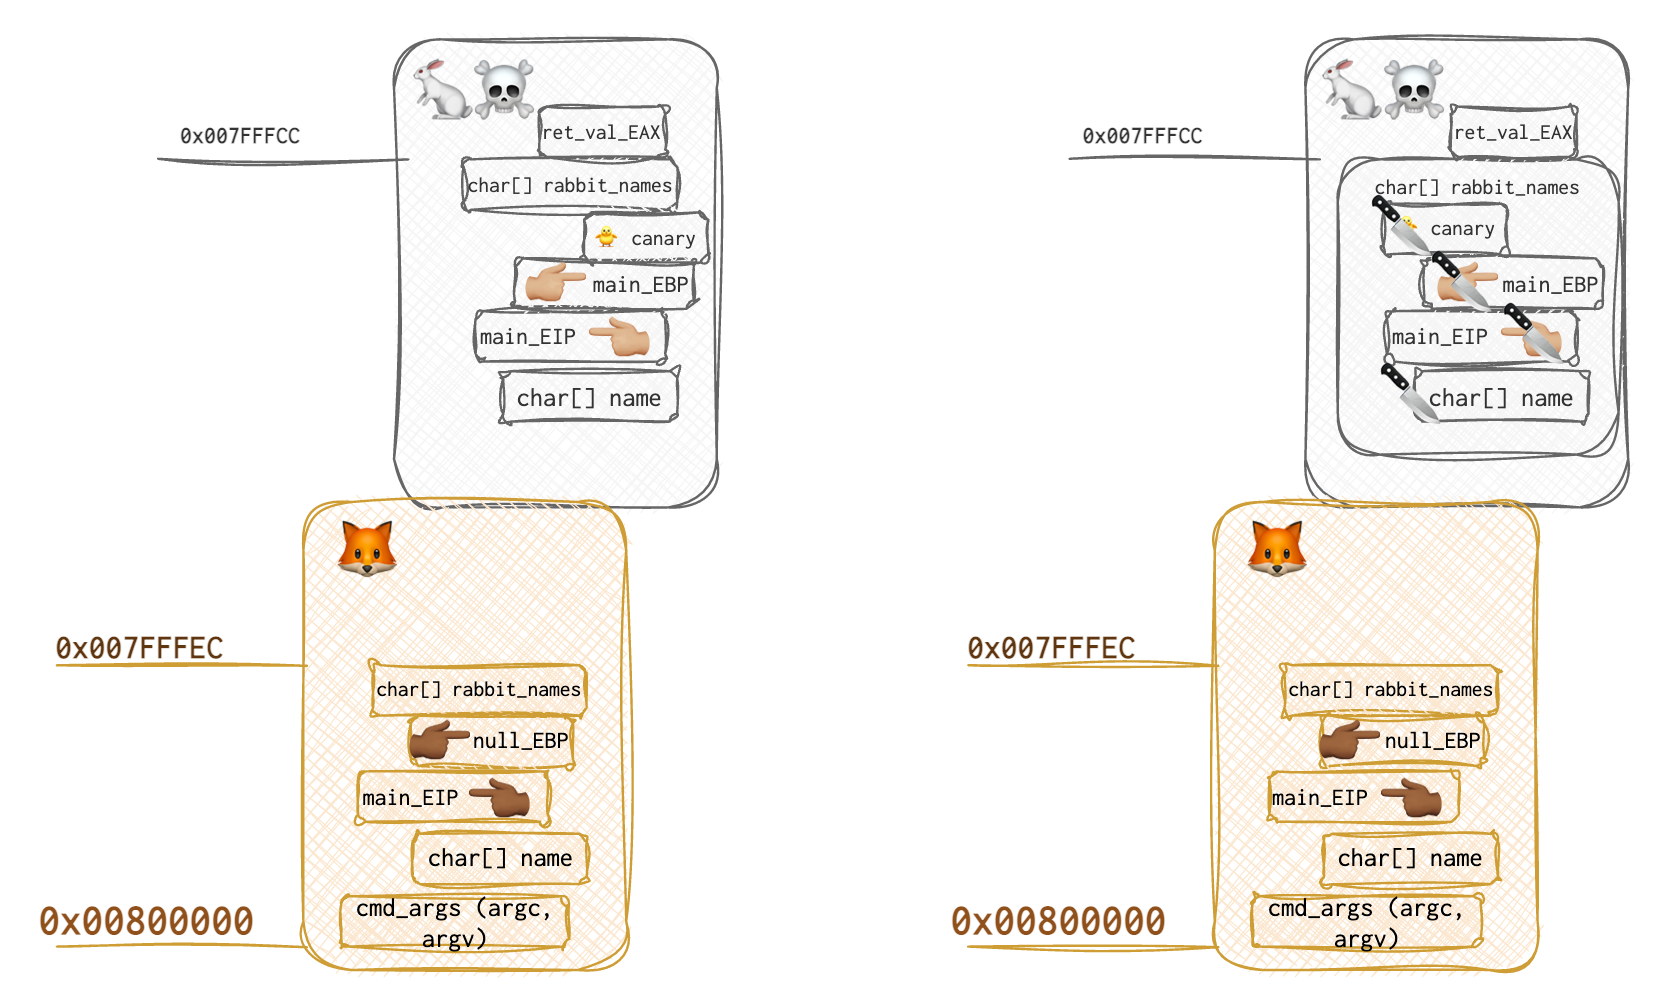 0x007FFFCC
ret_val_EAX
char[] rabbit_names
canary
main_EBP
main_EIP
char[] name
0x007FFFEC
char[] rabbit_names
null_EBP
main_EIP
char[] name
0x00800000
cmd_args (argc,
argv)
0x007FFFCC
ret_val_EAX
char[] rabbit_names
canary
main_EBP
main_EIP
char[] name
0x007FFFEC
char[] rabbit_names
null_EBP
main_EIP
char[] name
0x00800000
cmd_args (argc,
argv)